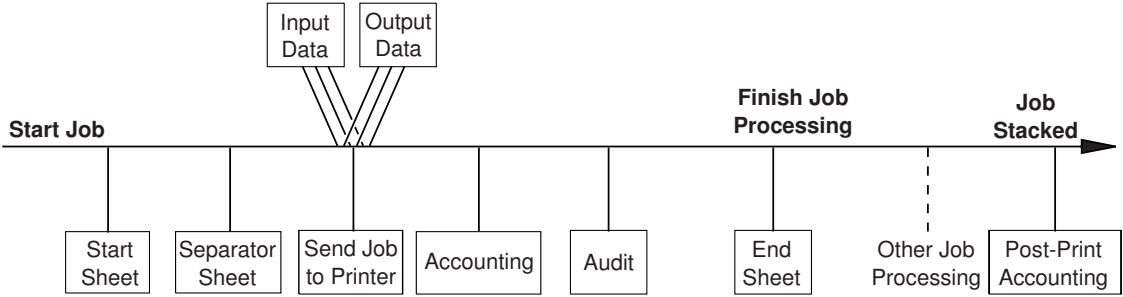 Input
Data
Output
Data
Start Job
Finish Job
Processing
Job
Stacked
Start
Sheet
Separator
Sheet
Send Job
to Printer
Accounting
Audit
End
Sheet
Other Job
Processing
Post-Print
Accounting